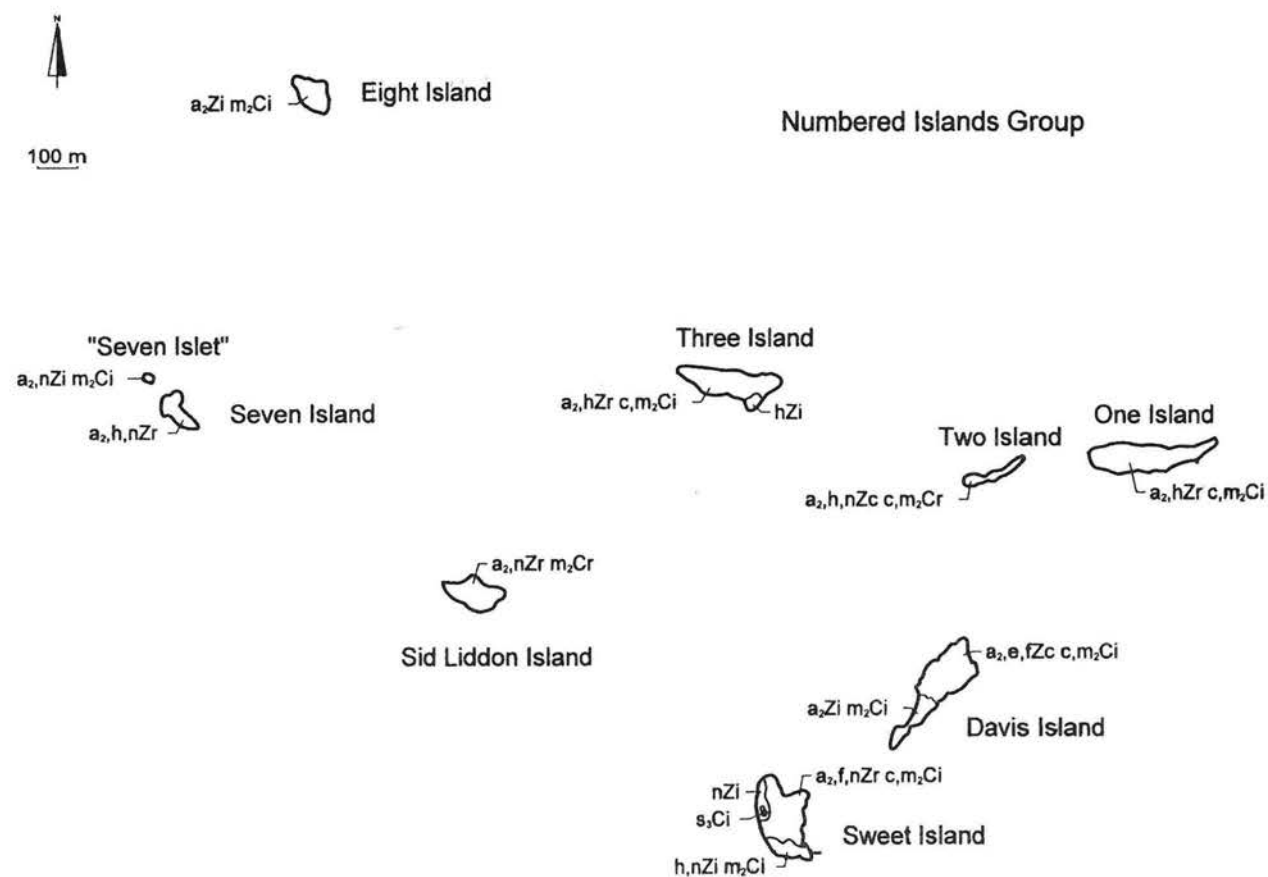 N
a₂Zi m₂Ci
Eight Island
Numbered Islands Group
100 m
"Seven Islet"
a₂,nZi m₂Ci
Seven Island
a₂,h,nZr
Three Island
a₂,hZr c,m₂Ci
hZi
Two Island
a₂,h,nZc c,m₂Cr
One Island
a₂,hZr c,m₂Ci
a₂,nZr m₂Cr
Sid Liddon Island
a₂,e,fZc c,m₂Ci
a₂Zi m₂Ci
Davis Island
a₂,f,nZr c,m₂Ci
nZi
s₃Ci
Sweet Island
h,nZi m₂Ci